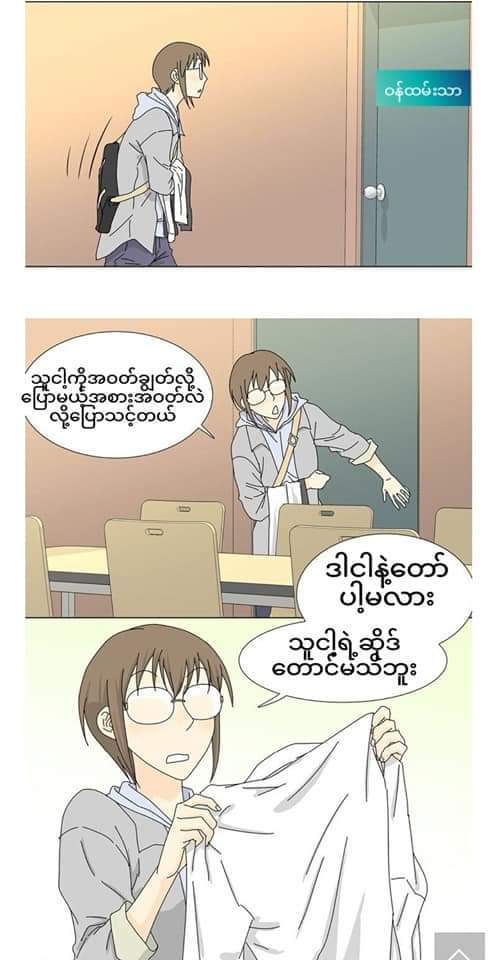 ဝန်ထမ်းသာ
သူငါ့ကိုအဝတ်ချွတ်လို့
ပြောမယ့်အစားအဝတ်လဲ
လို့ပြောသင့်တယ်
ဒါငါနဲ့တော်
ပါ့မလား
သူငါ့ရဲ့ဆိုဒ်
တောင်မသိဘူး